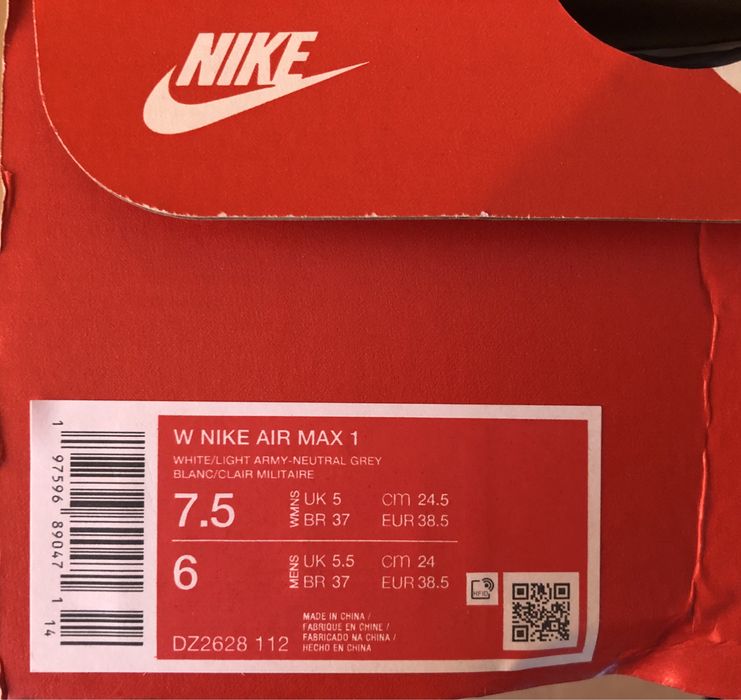 NIKE
W NIKE AIR MAX 1
WHITE/LIGHT ARMY-NEUTRAL GREY
BLANC/CLAIR MILITAIRE
7.5 WMNS UK 5 cm 24.5
BR 37 EUR 38.5
6 MENS UK 5.5 cm 24
BR 37 EUR 38.5
RFID
MADE IN CHINA /
FABRIQUE EN CHINE /
FABRICADO NA CHINA /
HECHO EN CHINA
DZ2628 112
1 97596 89047 1 14